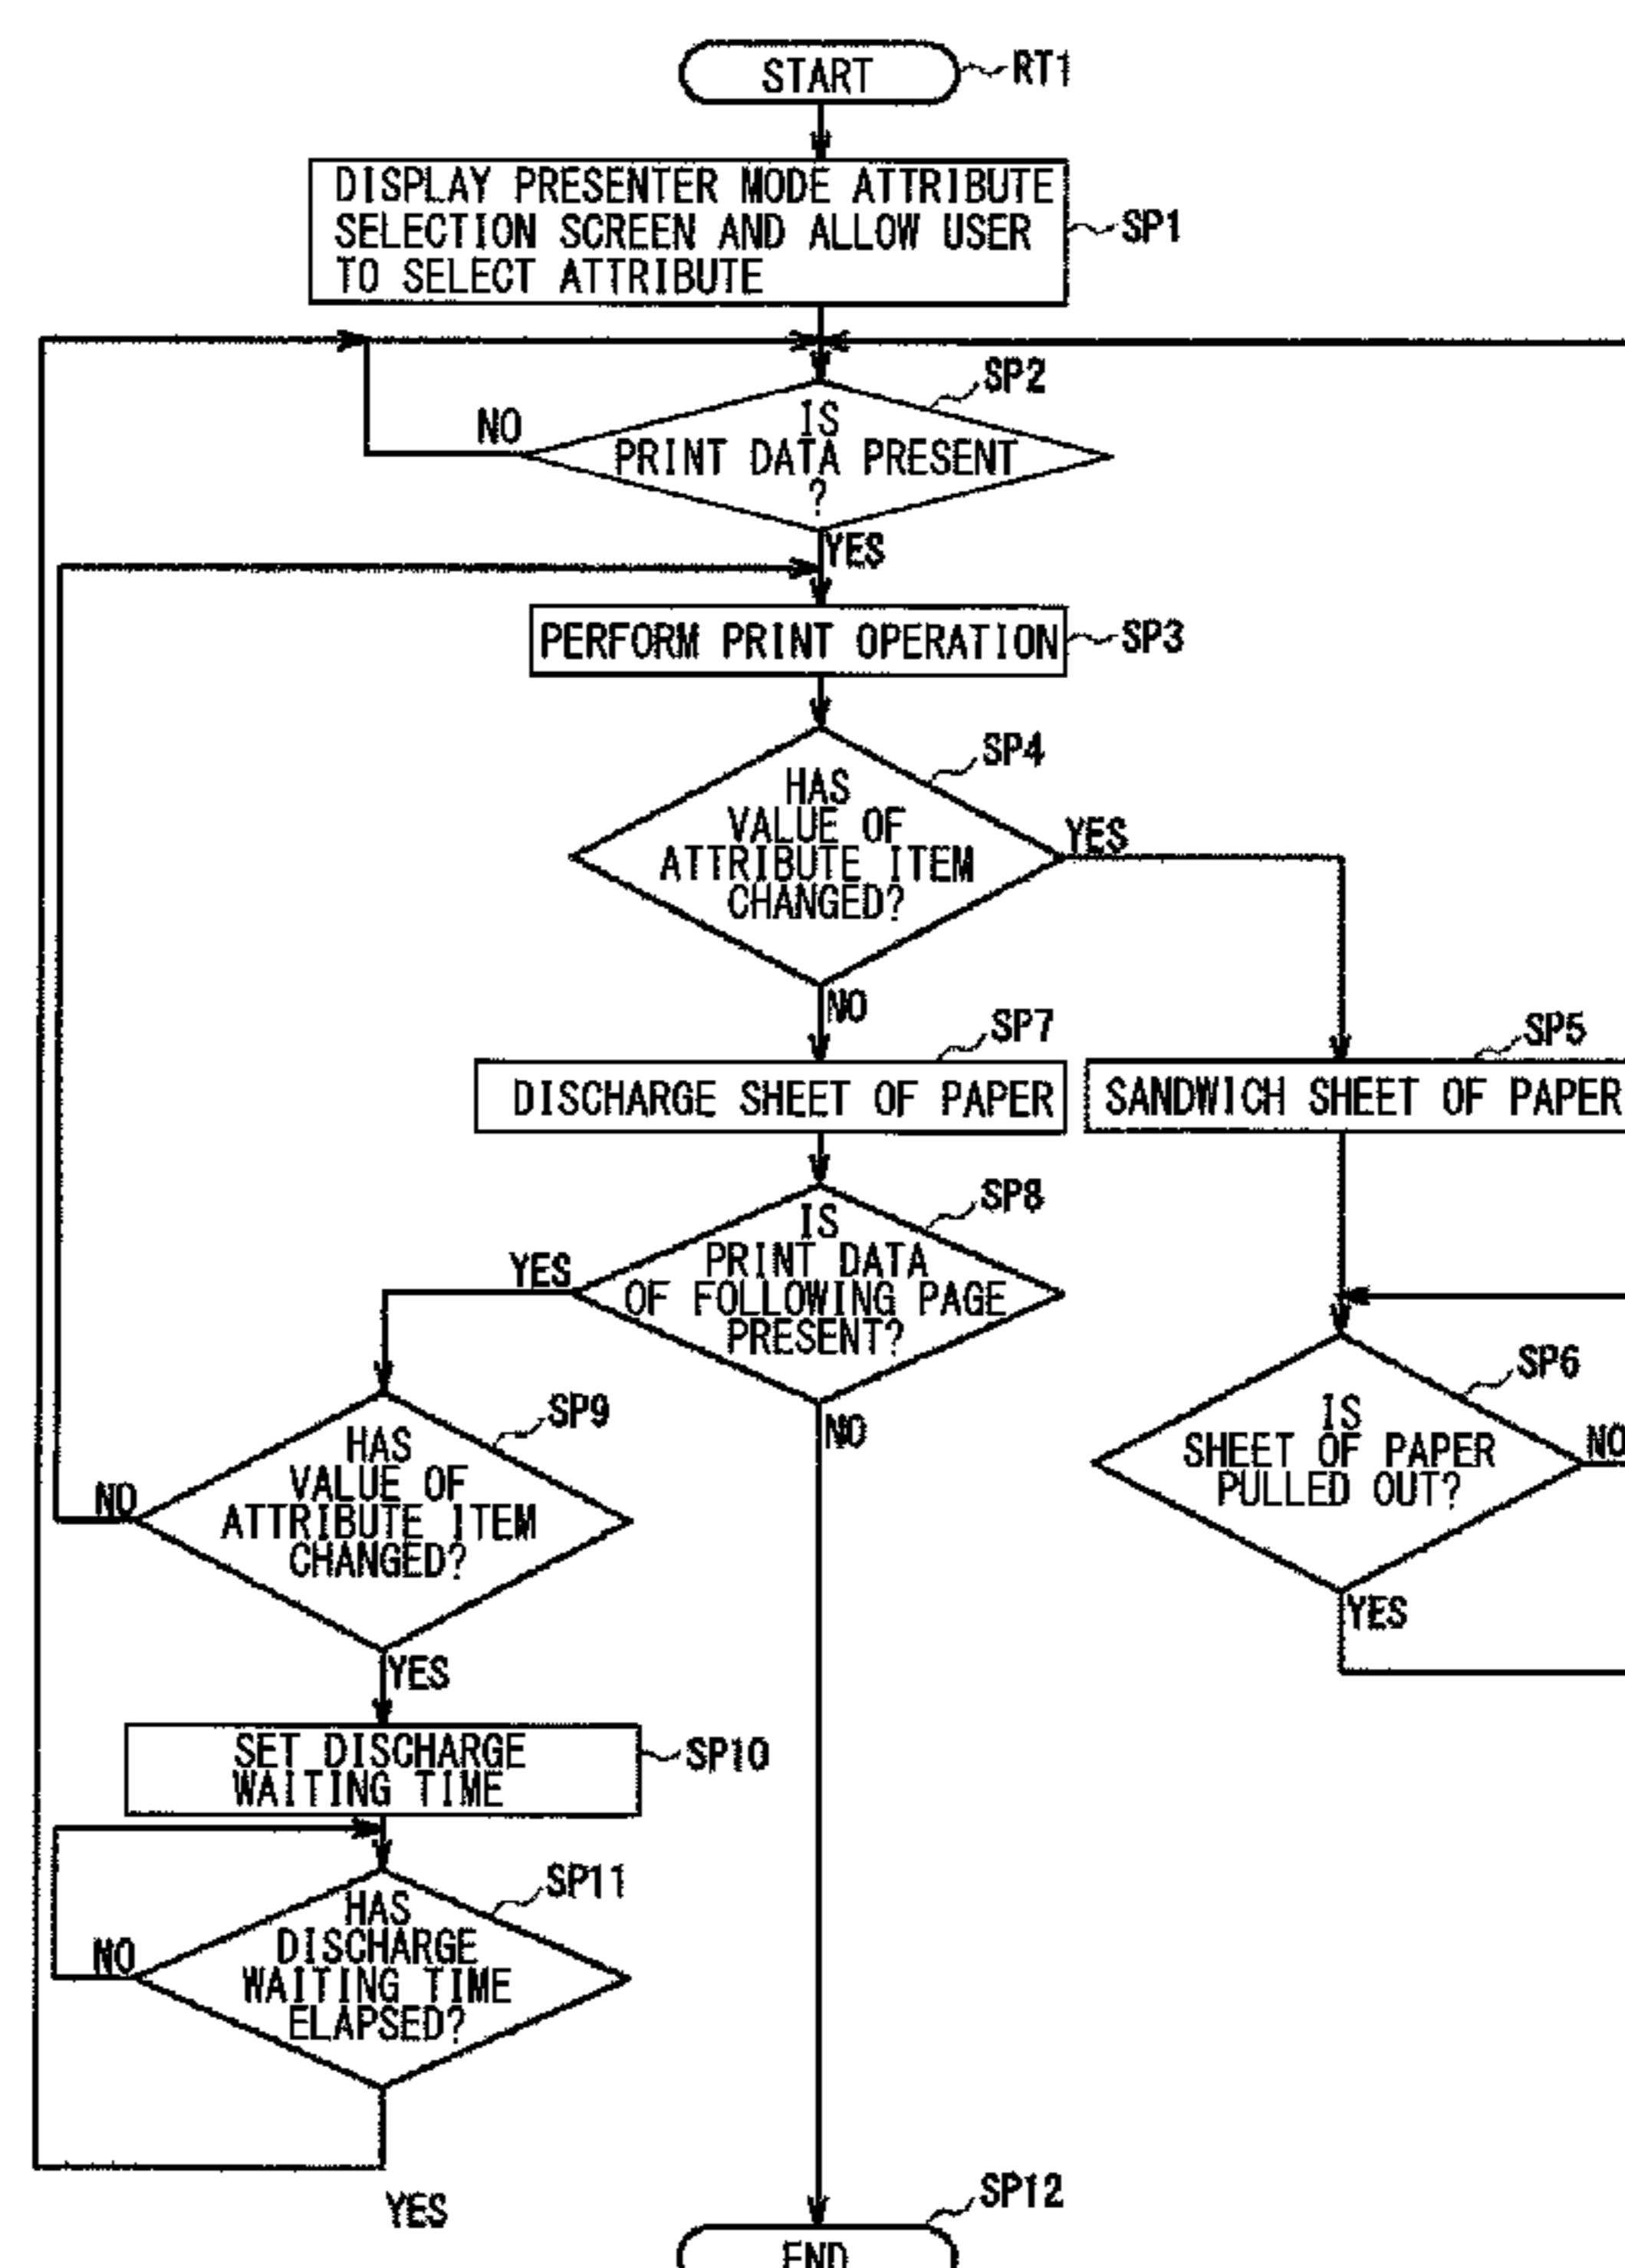 START
RT1
DISPLAY PRESENTER MODE ATTRIBUTE
SELECTION SCREEN AND ALLOW USER
TO SELECT ATTRIBUTE
SP1
SP2
IS
PRINT DATA PRESENT
?
NO
YES
PERFORM PRINT OPERATION
SP3
SP4
HAS
VALUE OF
ATTRIBUTE ITEM
CHANGED?
YES
NO
SP7
DISCHARGE SHEET OF PAPER
SP5
SANDWICH SHEET OF PAPER
SP8
IS
PRINT DATA
OF FOLLOWING PAGE
PRESENT?
YES
NO
SP6
IS
SHEET OF PAPER
PULLED OUT?
NO
YES
SP9
HAS
VALUE OF
ATTRIBUTE ITEM
CHANGED?
NO
YES
SET DISCHARGE
WAITING TIME
SP10
SP11
HAS
DISCHARGE
WAITING TIME
ELAPSED?
NO
YES
SP12
END